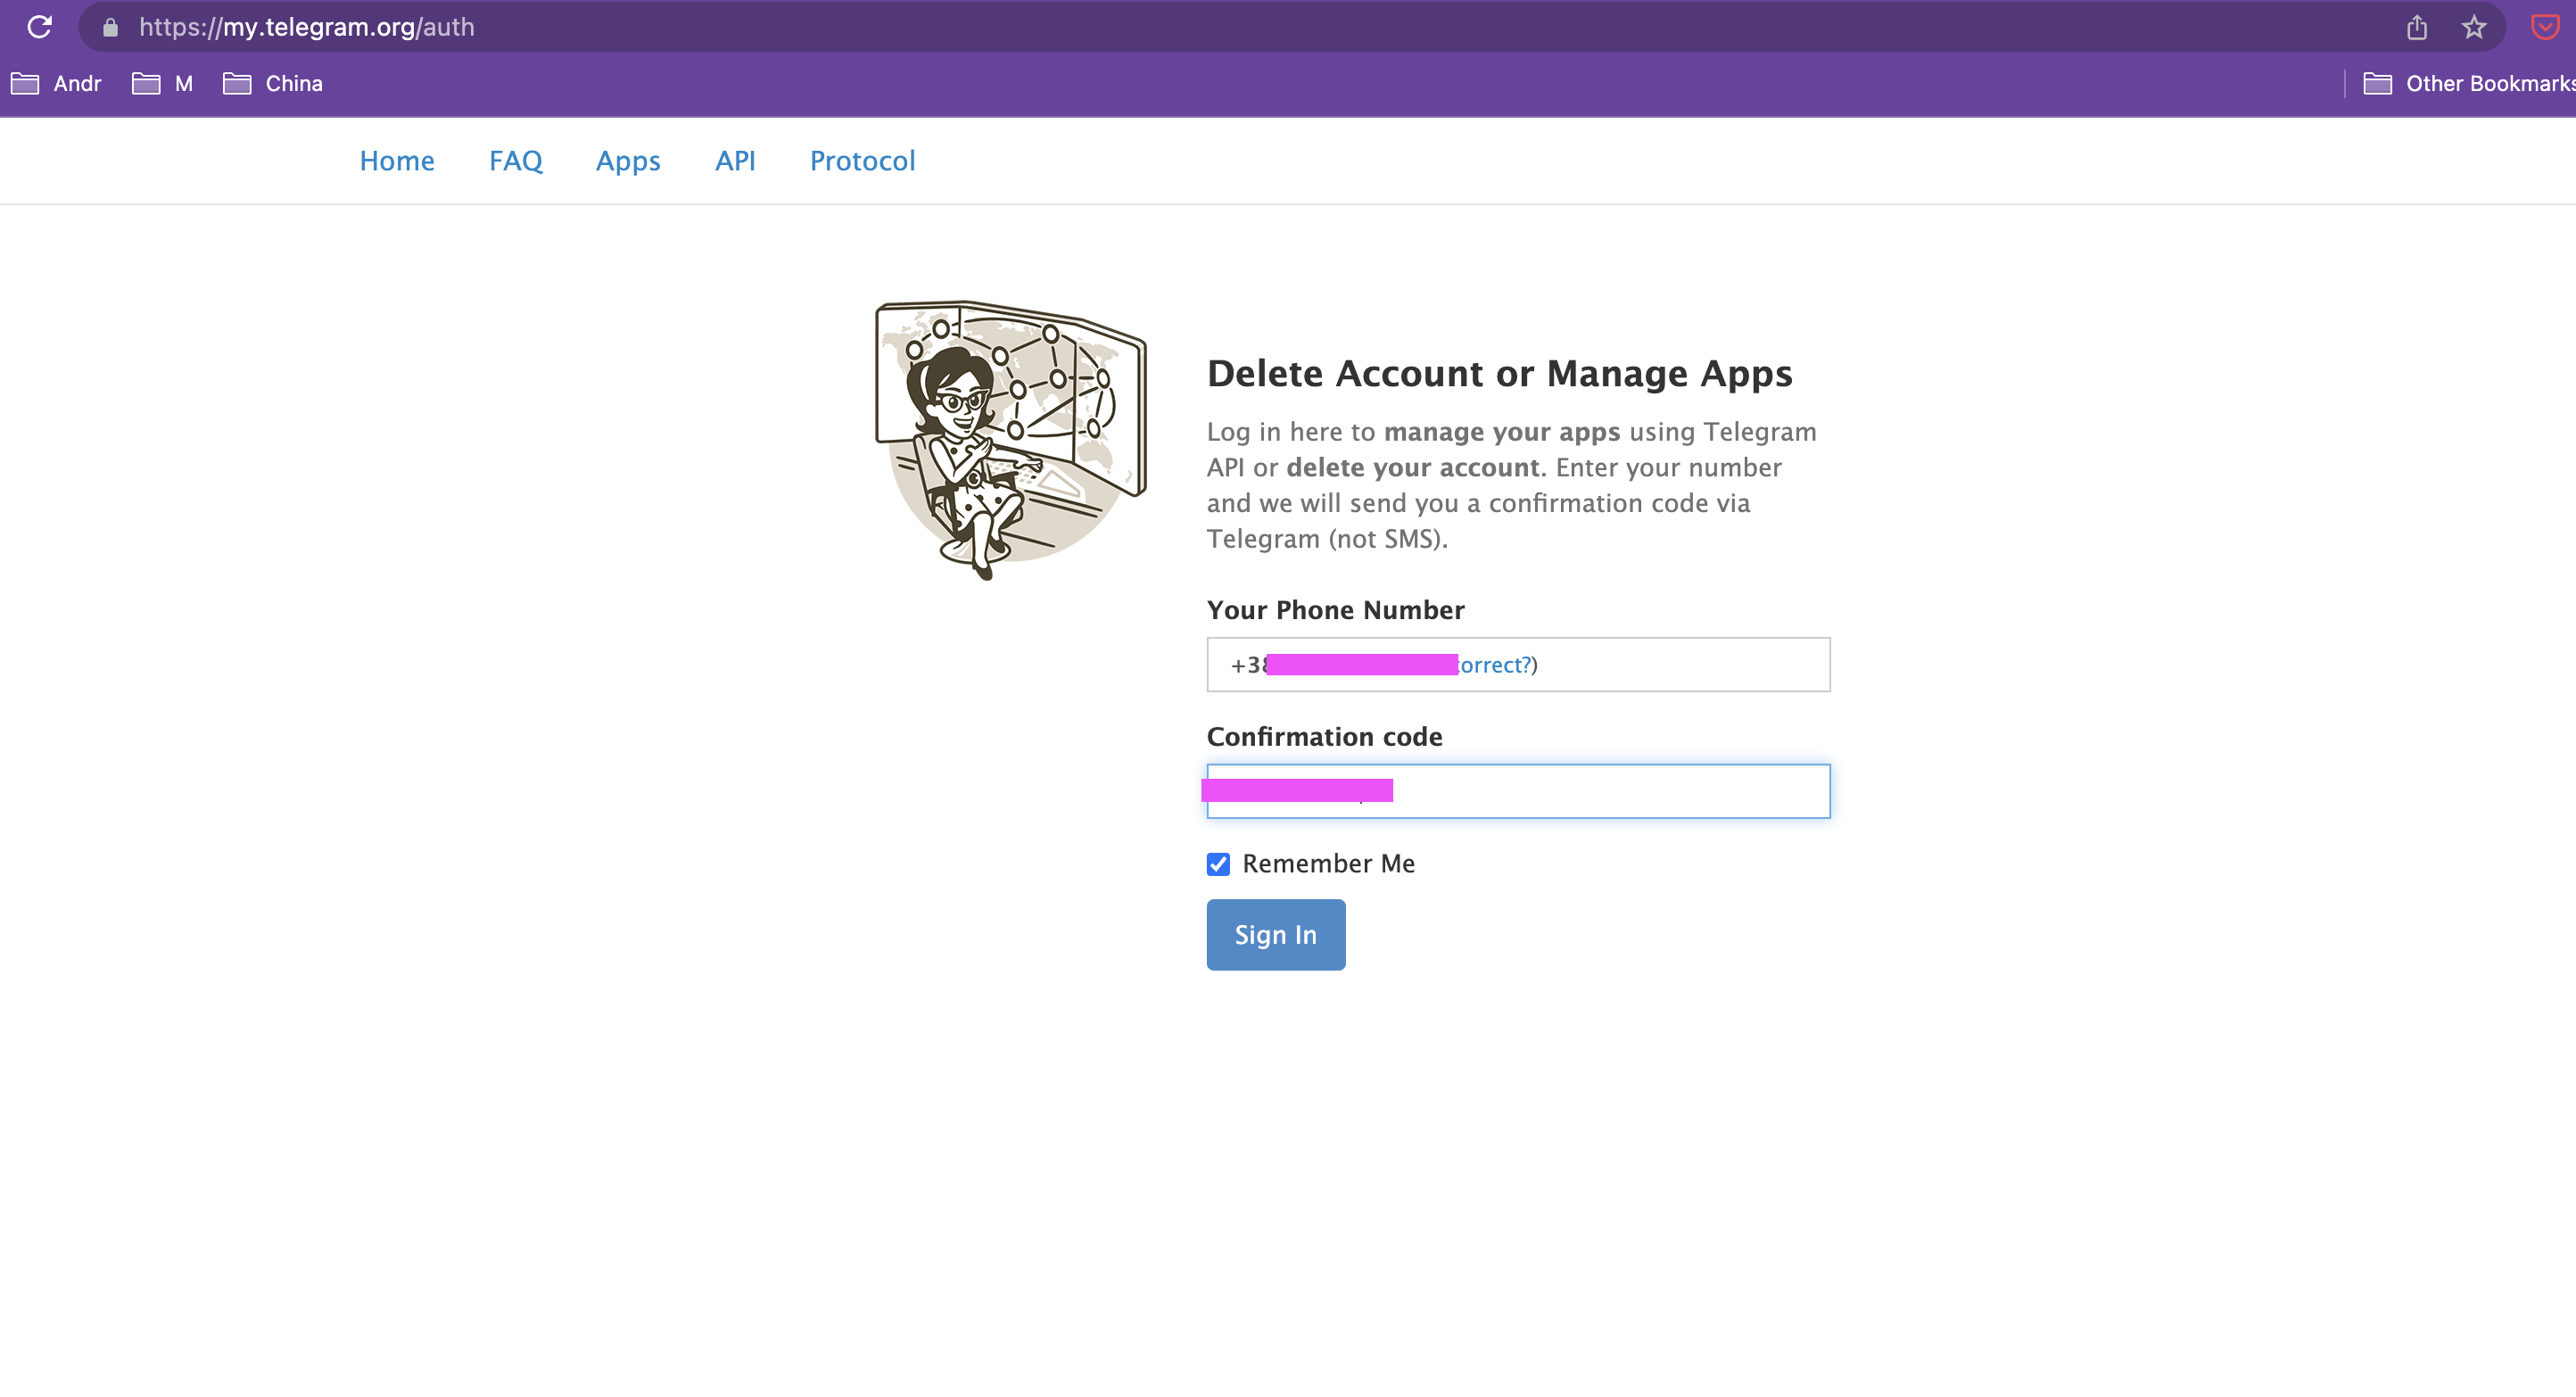 https://my.telegram.org/auth
Andr M China Other Bookmarks
Home FAQ Apps API Protocol
Delete Account or Manage Apps
Log in here to manage your apps using Telegram
API or delete your account. Enter your number
and we will send you a confirmation code via
Telegram (not SMS).
Your Phone Number
+38 orrect?)
Confirmation code
Remember Me
Sign In